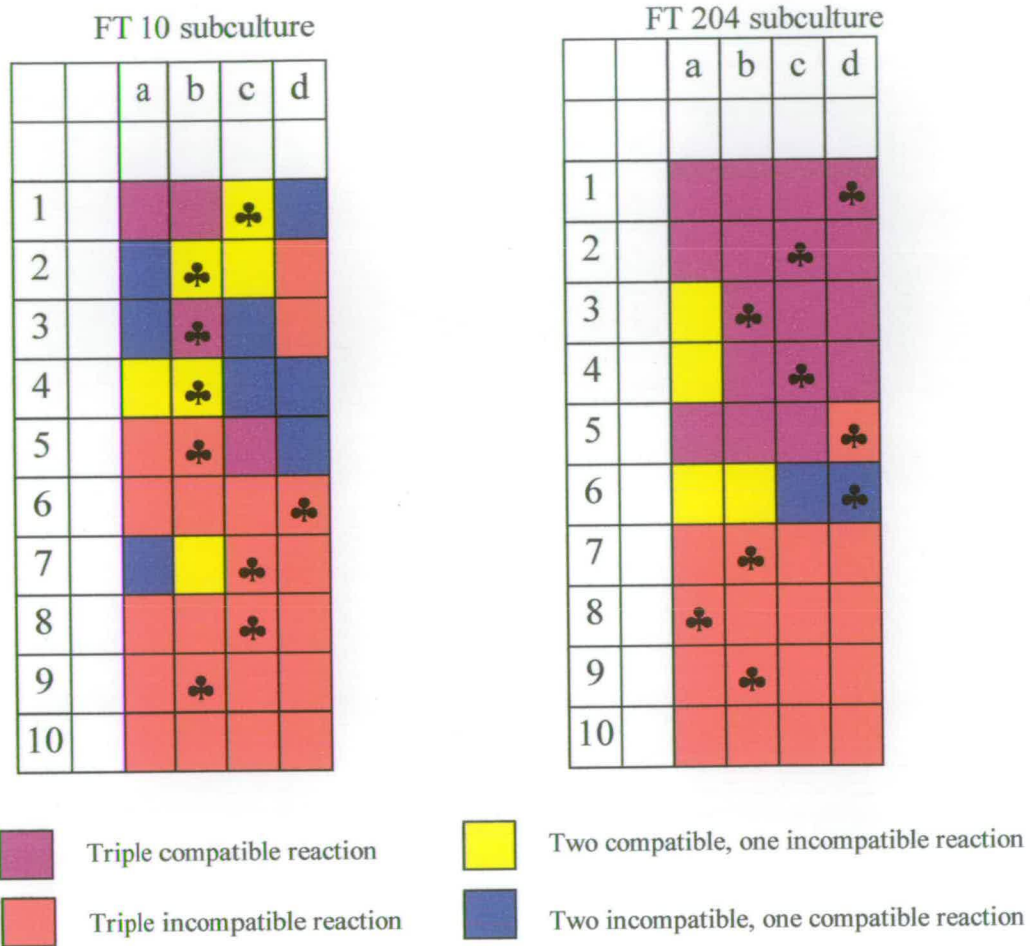 FT 10 subculture
a b c d
1 ♣
2 ♣
3 ♣
4 ♣
5 ♣
6 ♣
7 ♣
8 ♣
9 ♣
10
FT 204 subculture
a b c d
1 ♣
2 ♣
3 ♣
4 ♣
5 ♣
6 ♣
7 ♣
8 ♣
9 ♣
10
Triple compatible reaction
Triple incompatible reaction
Two compatible, one incompatible reaction
Two incompatible, one compatible reaction